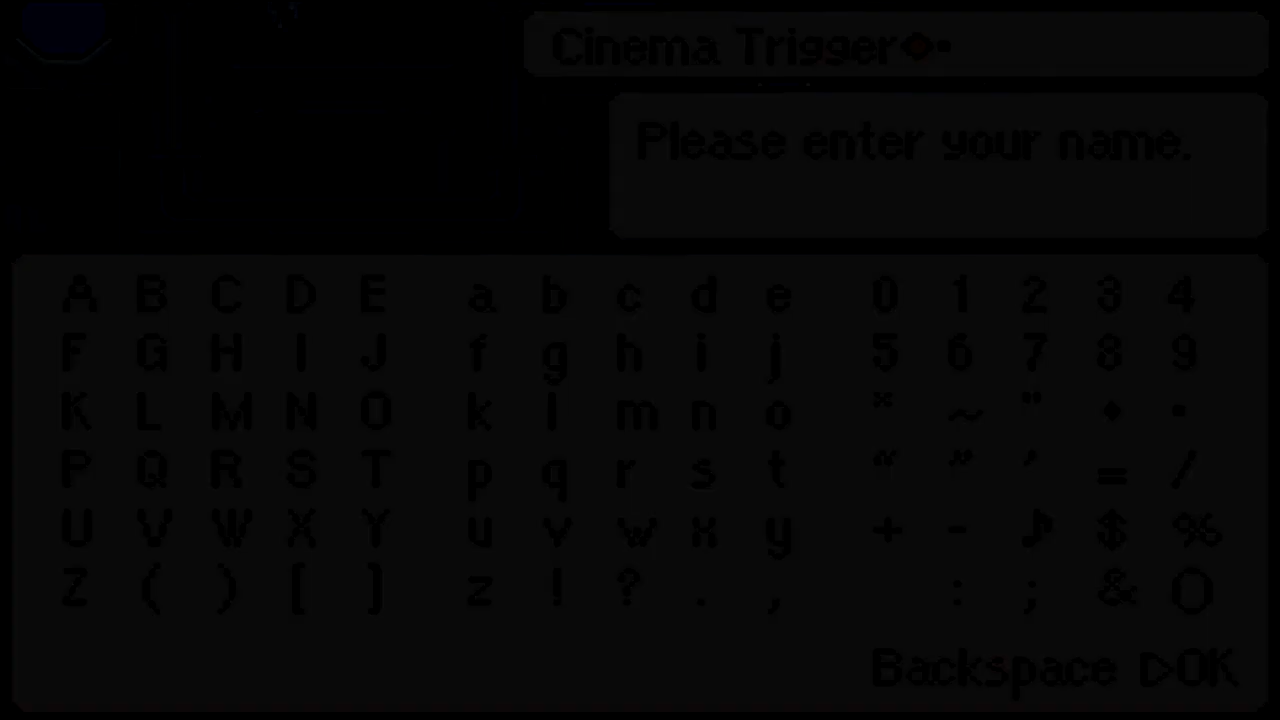 Cinema Trigger◆•
Please enter your name.
A B C D E a b c d e 0 1 2 3 4
F G H I J f g h i j 5 6 7 8 9
K L M N O k l m n o × ~ " ◆ •
P Q R S T p q r s t “ ” ’ = /
U V W X Y u v w x y + - ♪ $ %
Z ( ) [ ] z ! ? . , : ; & O
Backspace ▷OK